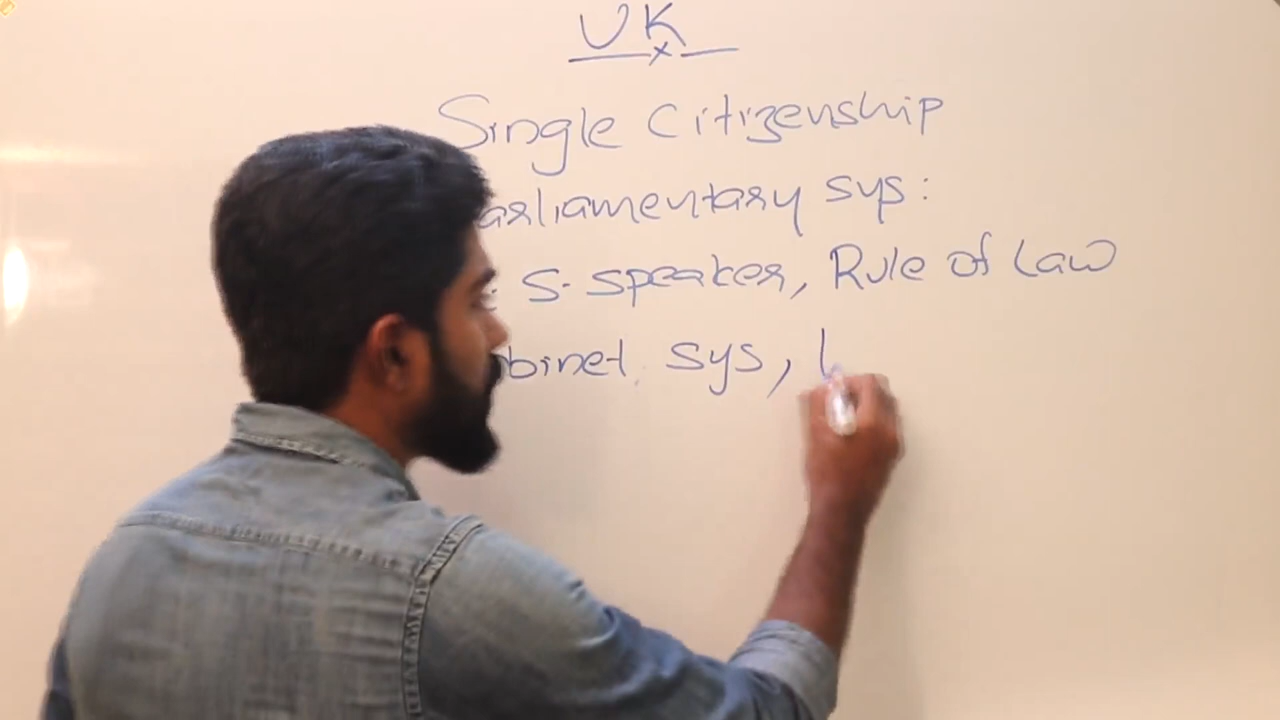 UK
Single Citizenship
arliamentary sys:
S. speaker, Rule of Law
binet sys,